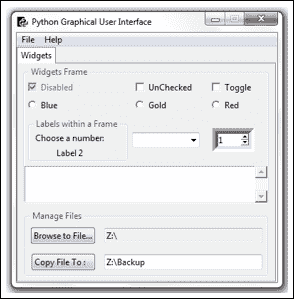 Python Graphical User Interface
File Help
Widgets
Widgets Frame
Disabled UnChecked Toggle
Blue Gold Red
Labels within a Frame
Choose a number:
1
Label 2
Manage Files
Browse to File... Z:\
Copy File To : Z:\Backup